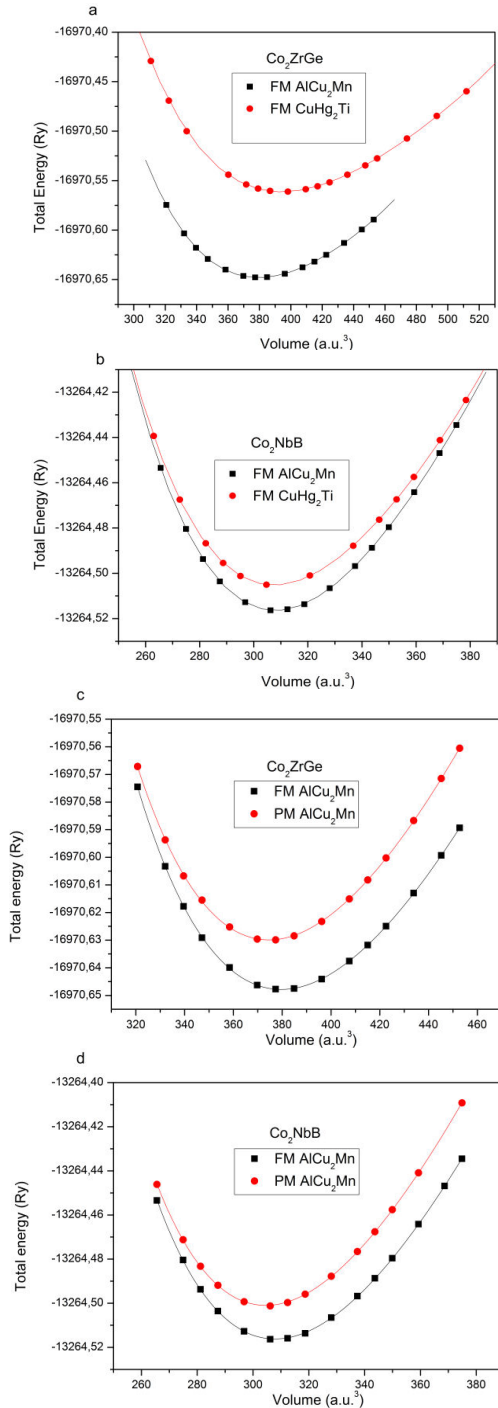 a
Co2ZrGe
FM AlCu2Mn
FM CuHg2Ti
Total Energy (Ry)
-16970,40
-16970,45
-16970,50
-16970,55
-16970,60
-16970,65
300 320 340 360 380 400 420 440 460 480 500 520
Volume (a.u.3)
b
Co2NbB
FM AlCu2Mn
FM CuHg2Ti
Total Energy (Ry)
-13264,42
-13264,44
-13264,46
-13264,48
-13264,50
-13264,52
260 280 300 320 340 360 380
Volume (a.u.3)
c
Co2ZrGe
FM AlCu2Mn
PM AlCu2Mn
Total energy (Ry)
-16970,55
-16970,56
-16970,57
-16970,58
-16970,59
-16970,60
-16970,61
-16970,62
-16970,63
-16970,64
-16970,65
320 340 360 380 400 420 440 460
Volume (a.u.3)
d
Co2NbB
FM AlCu2Mn
PM AlCu2Mn
Total energy (Ry)
-13264,40
-13264,42
-13264,44
-13264,46
-13264,48
-13264,50
-13264,52
260 280 300 320 340 360 380
Volume (a.u.3)